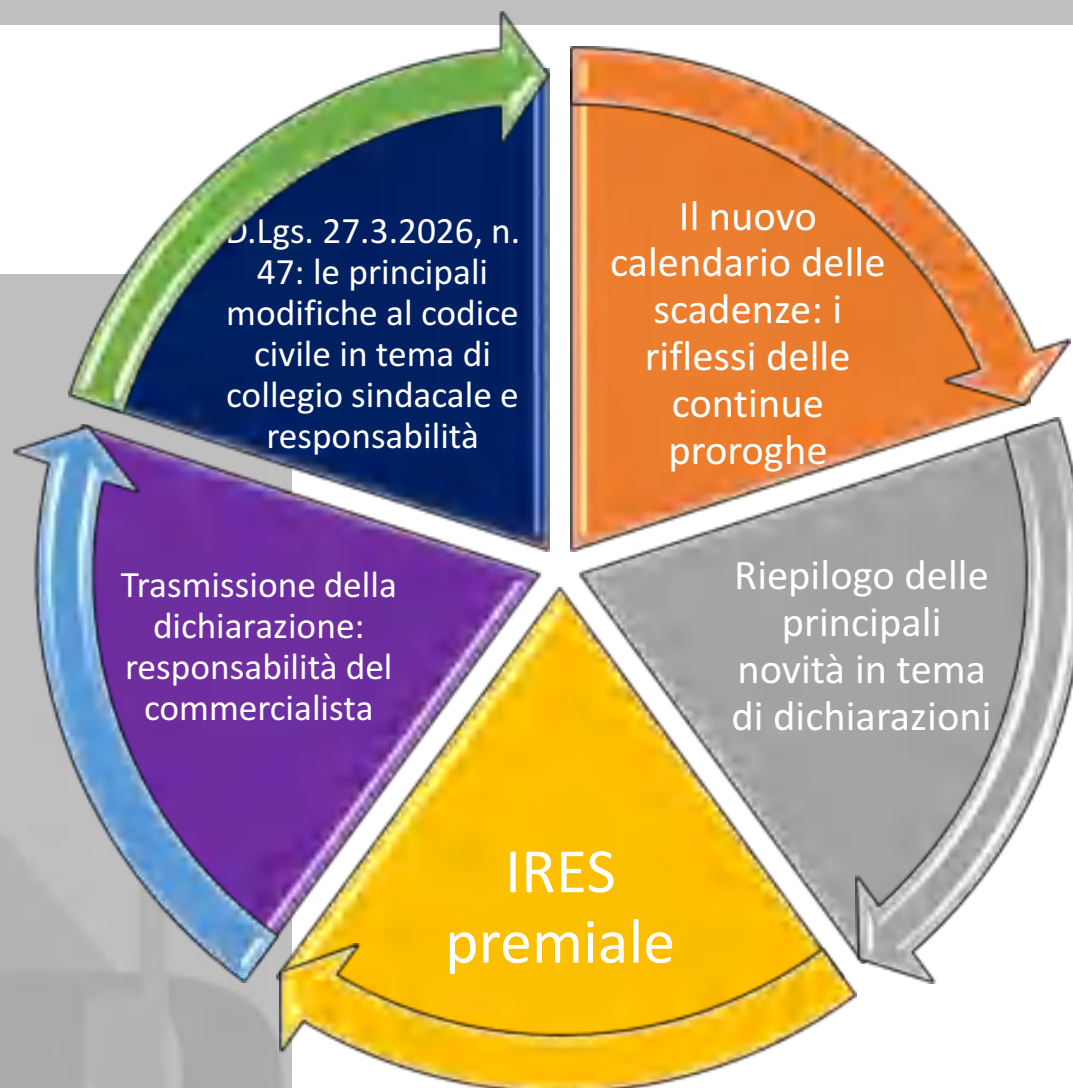 Il nuovo
calendario delle
scadenze: i
riflessi delle
continue
proroghe
Riepilogo delle
principali
novità in tema
di dichiarazioni
IRES
premiale
Trasmissione della
dichiarazione:
responsabilità del
commercialista
D.Lgs. 27.3.2026, n.
47: le principali
modifiche al codice
civile in tema di
collegio sindacale e
responsabilità